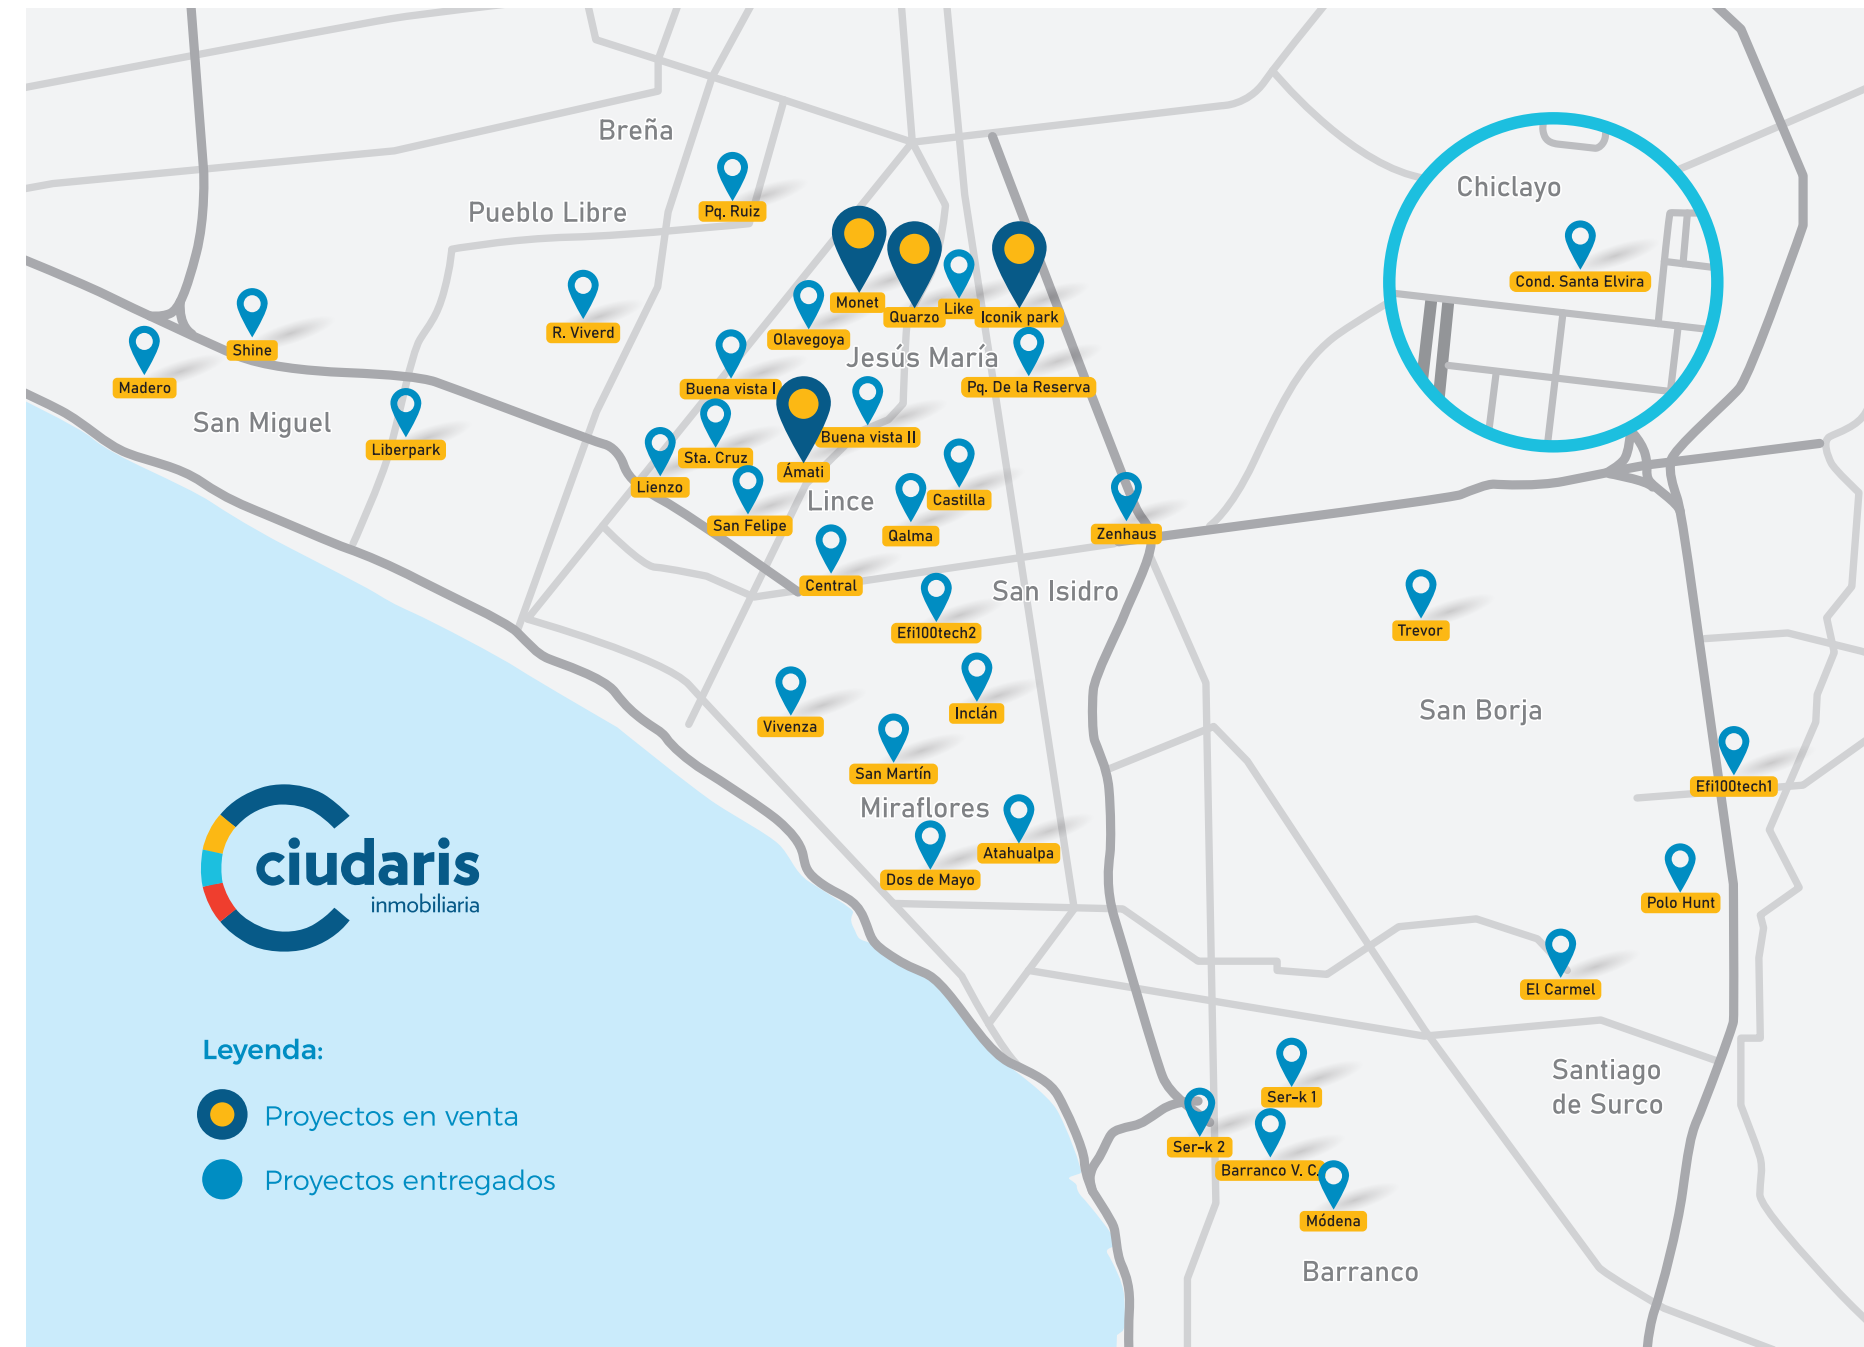 Breña
Pq. Ruiz
Pueblo Libre
Chiclayo
Cond. Santa Elvira
Monet
Quarzo
Like
Iconik park
R. Viverd
Olavegoya
Shine
Madero
Jesús María
Buena vista I
Pq. De la Reserva
San Miguel
Liberpark
Buena vista II
Sta. Cruz
Ámati
Lienzo
Lince
Castilla
San Felipe
Qalma
Zenhaus
Central
San Isidro
Efi100tech2
Trevor
San Borja
Inclán
Vivenza
San Martín
Efi100tech1
Miraflores
Atahualpa
Dos de Mayo
Polo Hunt
ciudaris
inmobiliaria
El Carmel
Leyenda:
Proyectos en venta
Proyectos entregados
Santiago
de Surco
Ser-k 1
Ser-k 2
Barranco V. C.
Módena
Barranco